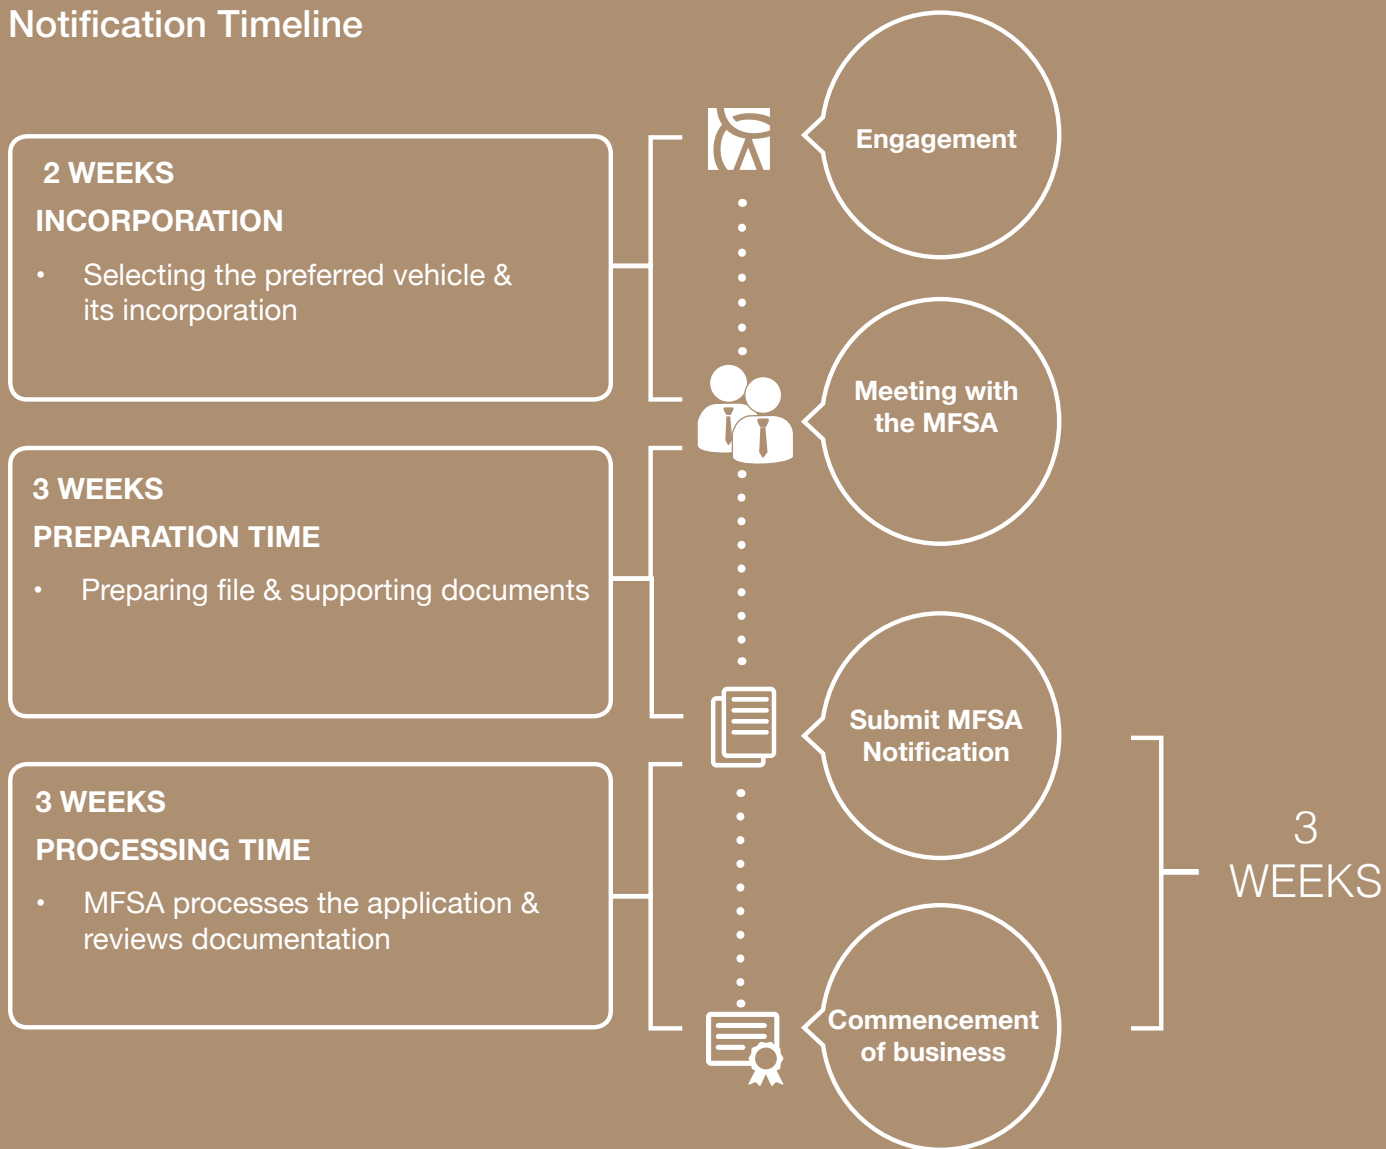 Notification Timeline
2 WEEKS
INCORPORATION
• Selecting the preferred vehicle &
its incorporation
3 WEEKS
PREPARATION TIME
• Preparing file & supporting documents
3 WEEKS
PROCESSING TIME
• MFSA processes the application &
reviews documentation
Engagement
Meeting with
the MFSA
Submit MFSA
Notification
Commencement
of business
3
WEEKS